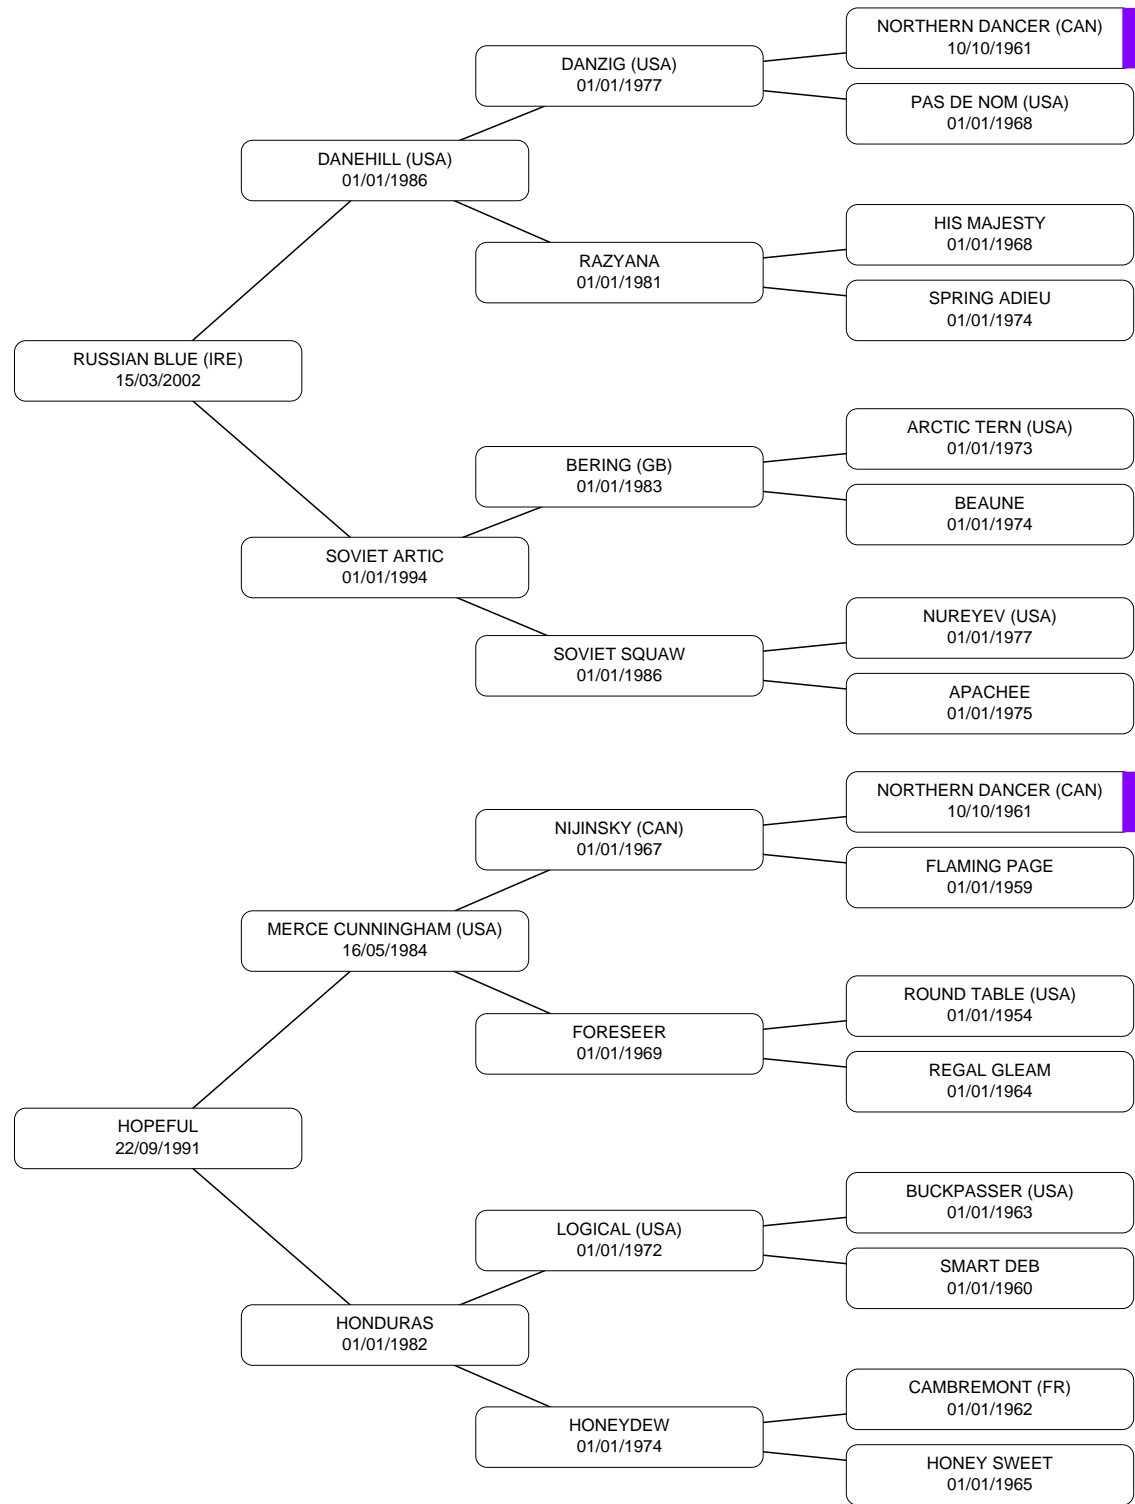 NORTHERN DANCER (CAN)
10/10/1961
DANZIG (USA)
01/01/1977
PAS DE NOM (USA)
01/01/1968
DANEHILL (USA)
01/01/1986
HIS MAJESTY
01/01/1968
RAZYANA
01/01/1981
SPRING ADIEU
01/01/1974
RUSSIAN BLUE (IRE)
15/03/2002
ARCTIC TERN (USA)
01/01/1973
BERING (GB)
01/01/1983
BEAUNE
01/01/1974
SOVIET ARTIC
01/01/1994
NUREYEV (USA)
01/01/1977
SOVIET SQUAW
01/01/1986
APACHEE
01/01/1975
NORTHERN DANCER (CAN)
10/10/1961
NIJINSKY (CAN)
01/01/1967
FLAMING PAGE
01/01/1959
MERCE CUNNINGHAM (USA)
16/05/1984
ROUND TABLE (USA)
01/01/1954
FORESEER
01/01/1969
REGAL GLEAM
01/01/1964
HOPEFUL
22/09/1991
BUCKPASSER (USA)
01/01/1963
LOGICAL (USA)
01/01/1972
SMART DEB
01/01/1960
HONDURAS
01/01/1982
CAMBREMONT (FR)
01/01/1962
HONEYDEW
01/01/1974
HONEY SWEET
01/01/1965